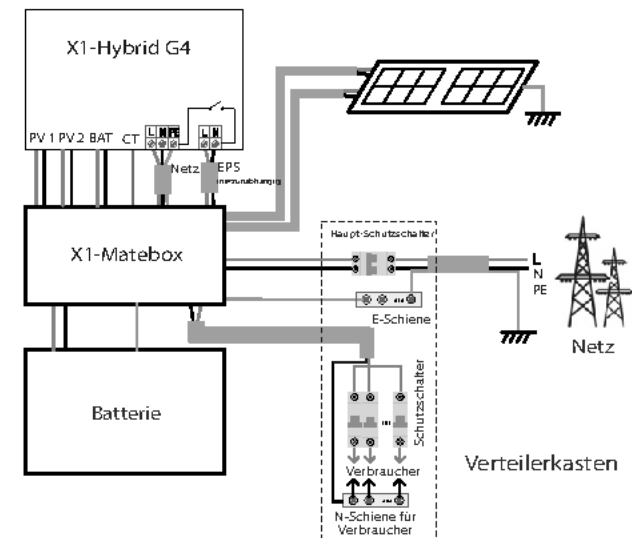 X1-Hybrid G4
PV 1 PV 2 BAT CT
L N PE
L N
Netz
EPS
X1-Matebox
Batterie
Haupt-Schutzschalter
L
N
PE
E-Schiene
Netz
Schutzschalter
Verbraucher
N-Schiene für
Verbraucher
Verteilerkasten